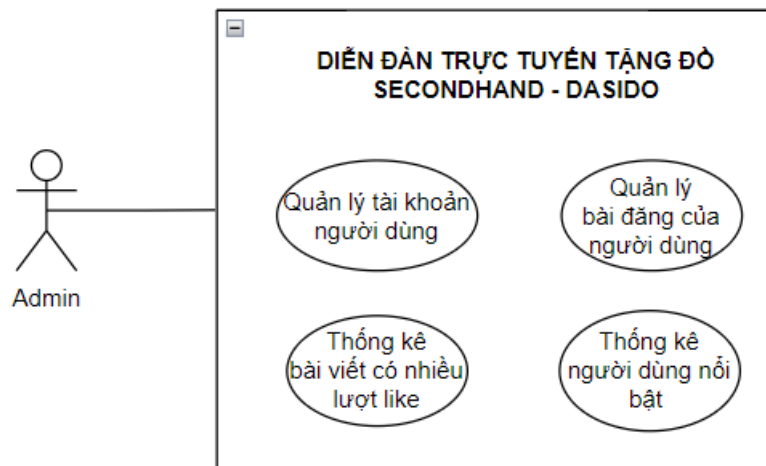 DIỄN ĐÀN TRỰC TUYẾN TẶNG ĐỒ
SECONDHAND - DASIDO
Quản lý tài khoản
người dùng
Quản lý
bài đăng của
người dùng
Admin
Thống kê
bài viết có nhiều
lượt like
Thống kê
người dùng nổi
bật